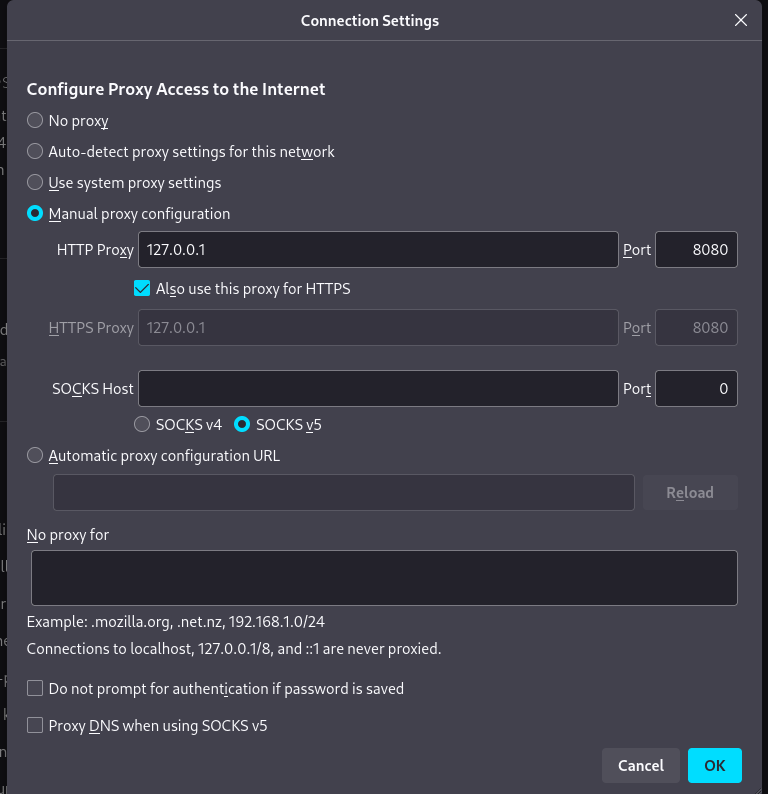 Connection Settings
Configure Proxy Access to the Internet
No proxy
Auto-detect proxy settings for this network
Use system proxy settings
Manual proxy configuration
HTTP Proxy 127.0.0.1 Port 8080
Also use this proxy for HTTPS
HTTPS Proxy 127.0.0.1 Port 8080
SOCKS Host Port 0
SOCKS v4 SOCKS v5
Automatic proxy configuration URL
Reload
No proxy for
Example: .mozilla.org, .net.nz, 192.168.1.0/24
Connections to localhost, 127.0.0.1/8, and ::1 are never proxied.
Do not prompt for authentication if password is saved
Proxy DNS when using SOCKS v5
Cancel OK